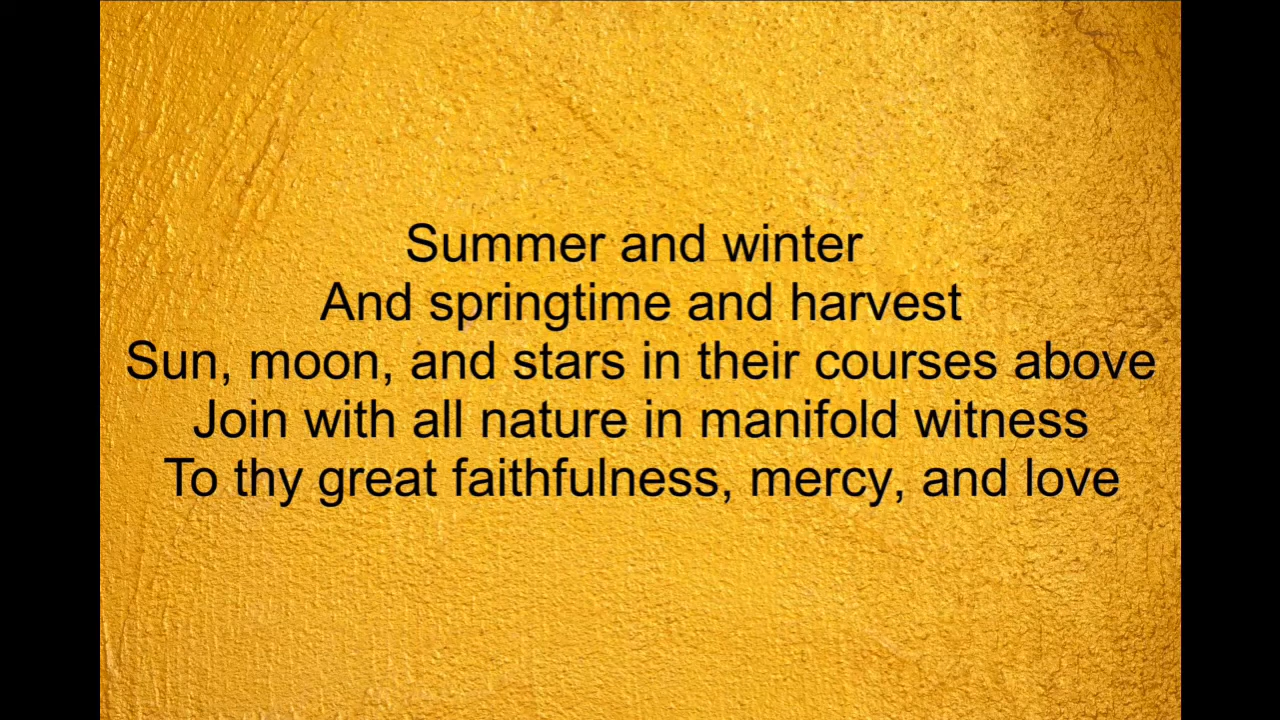 Summer and winter
And springtime and harvest
Sun, moon, and stars in their courses above
Join with all nature in manifold witness
To thy great faithfulness, mercy, and love